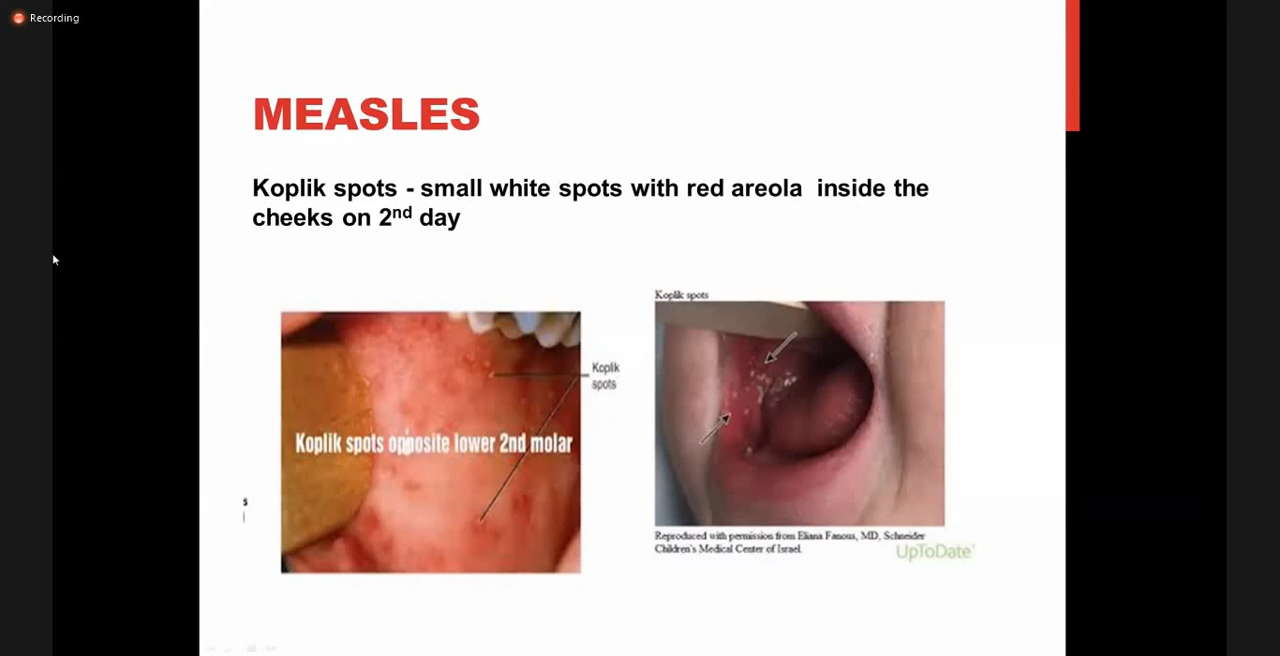 Recording
MEASLES
Koplik spots - small white spots with red areola inside the
cheeks on 2nd day
Koplik
spots
Koplik spots opposite lower 2nd molar
Koplik spots
Reproduced with permission from Eliana Fanous, MD, Schneider
Children's Medical Center of Israel.
UpToDate